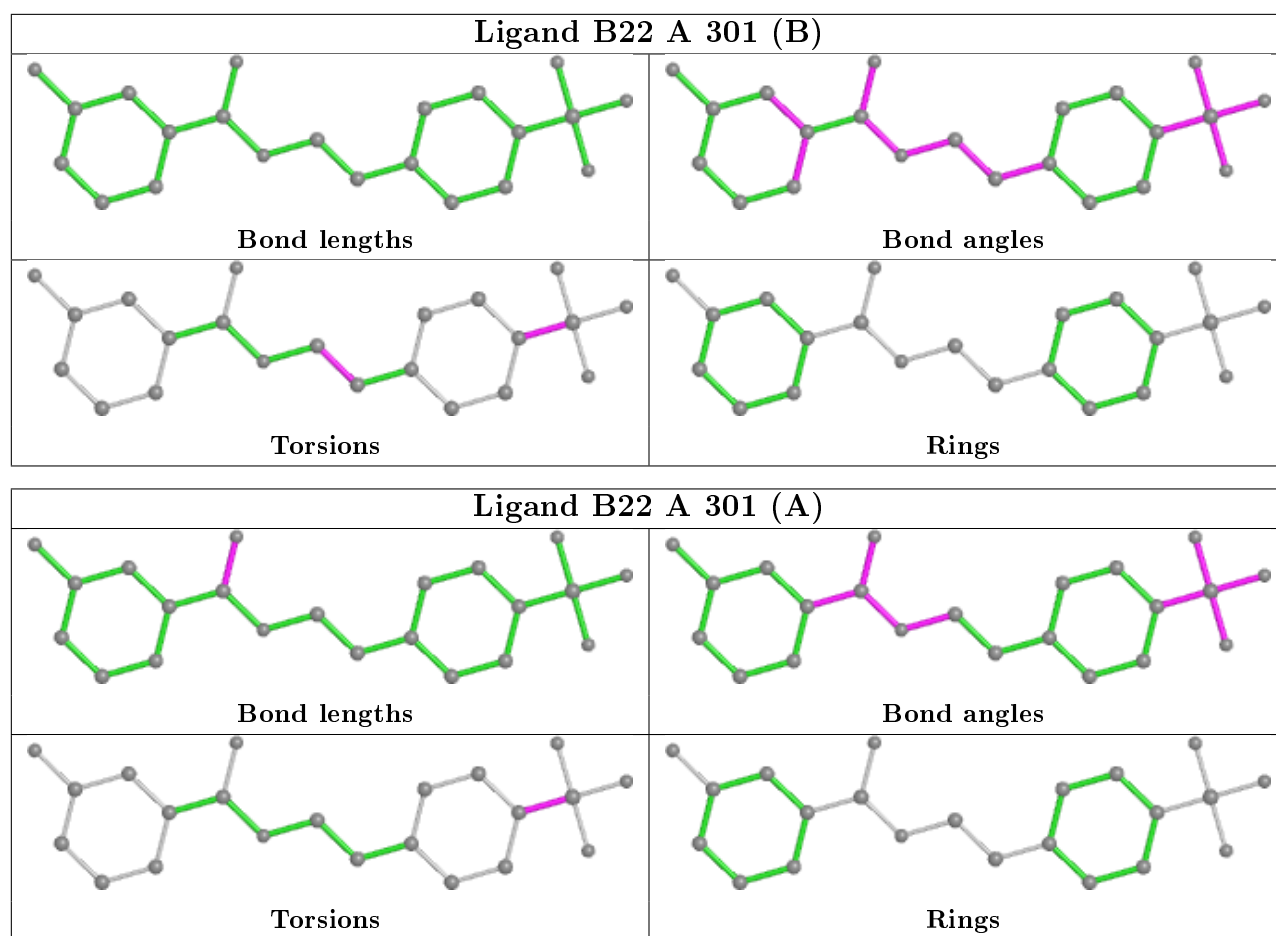 Ligand B22 A 301 (B)
Bond lengths
Bond angles
Torsions
Rings
Ligand B22 A 301 (A)
Bond lengths
Bond angles
Torsions
Rings